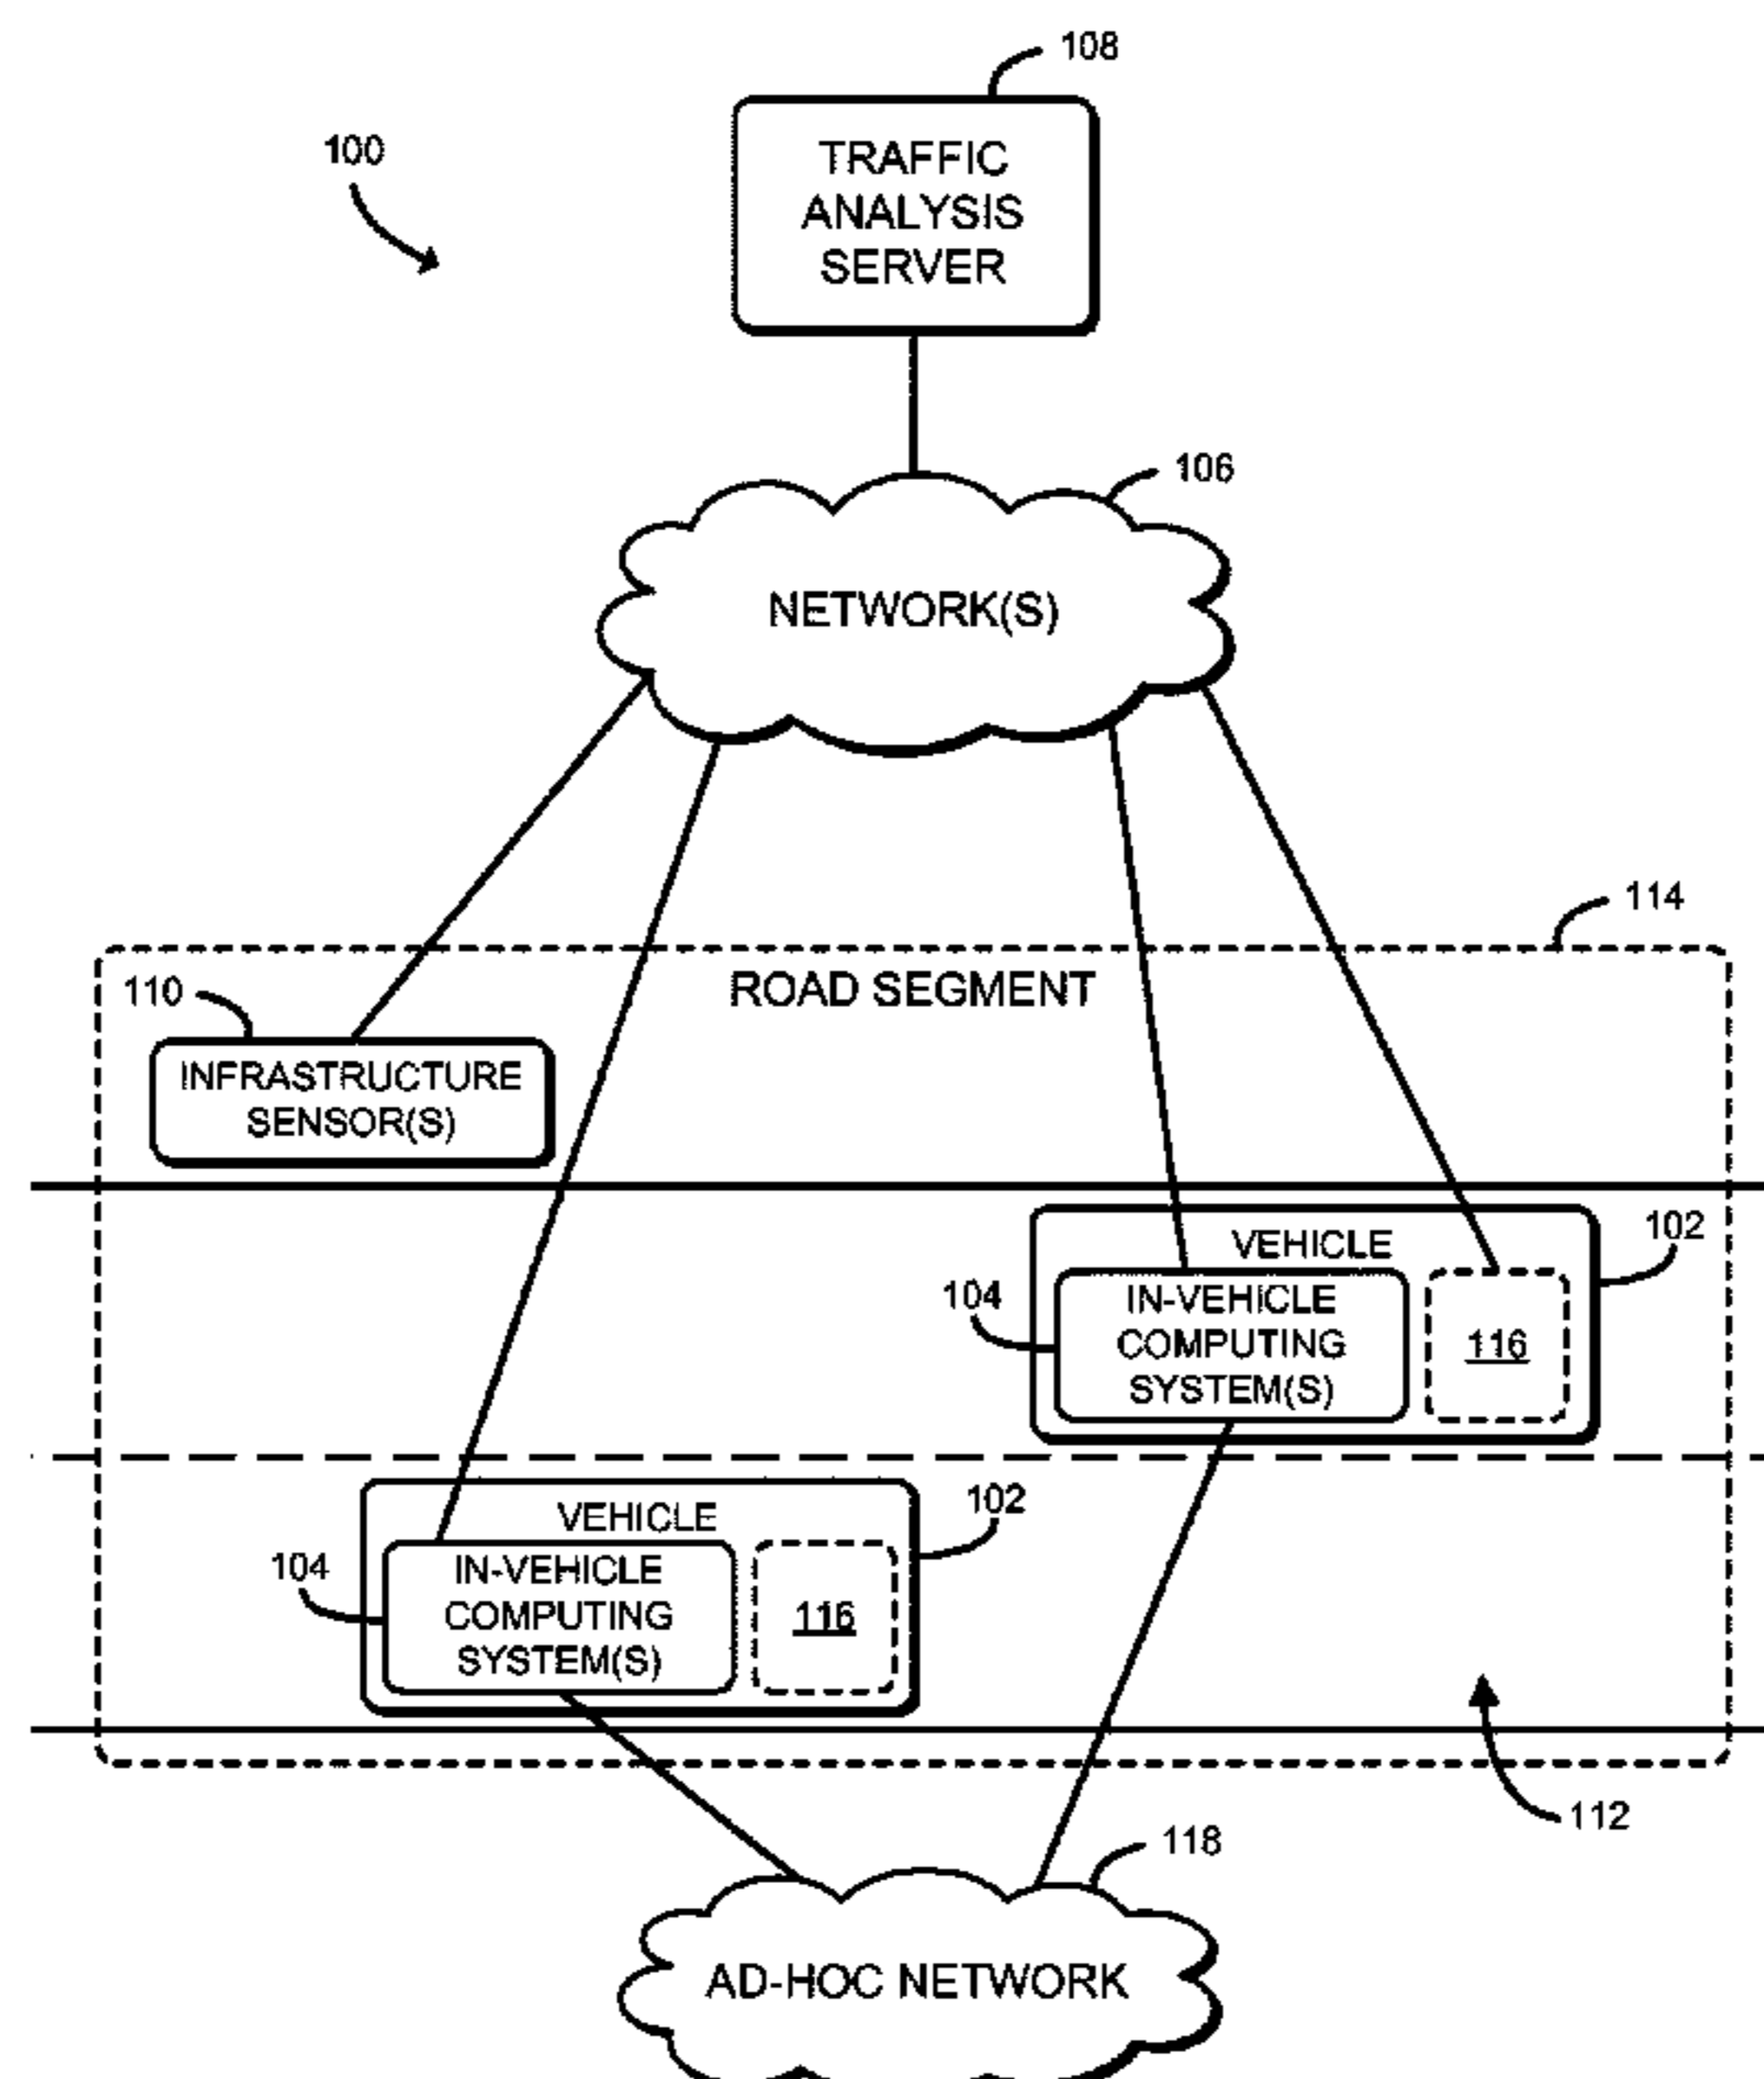 108
100
TRAFFIC
ANALYSIS
SERVER
106
NETWORK(S)
114
ROAD SEGMENT
110
INFRASTRUCTURE
SENSOR(S)
102
VEHICLE
104
IN-VEHICLE
COMPUTING
SYSTEM(S)
116
102
VEHICLE
104
IN-VEHICLE
COMPUTING
SYSTEM(S)
116
112
118
AD-HOC NETWORK